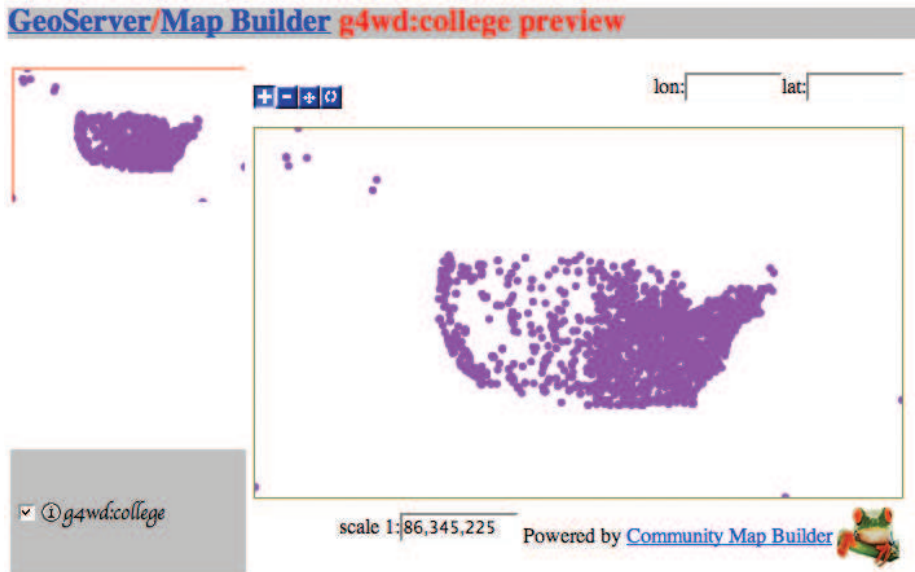 GeoServer/Map Builder g4wd:college preview
lon: lat:
g4wd:college
scale 1:86,345,225
Powered by Community Map Builder